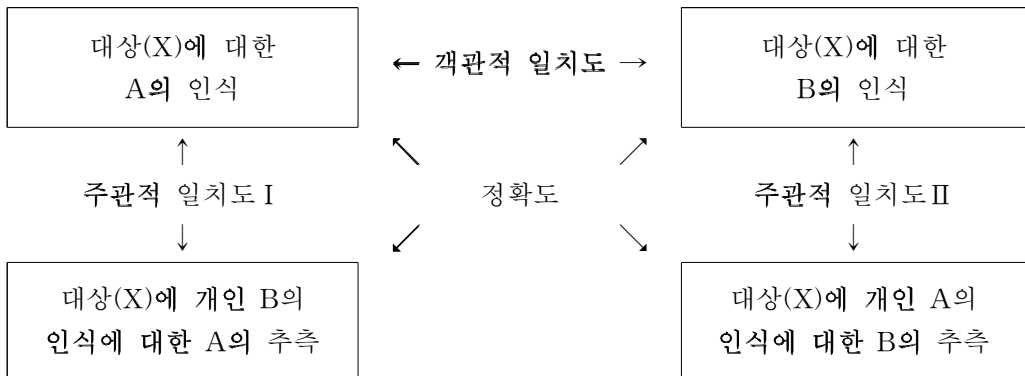 대상(X)에 대한
A의 인식
← 객관적 일치도 →
대상(X)에 대한
B의 인식
주관적 일치도Ⅰ
정확도
주관적 일치도Ⅱ
대상(X)에 개인 B의
인식에 대한 A의 추측
대상(X)에 개인 A의
인식에 대한 B의 추측